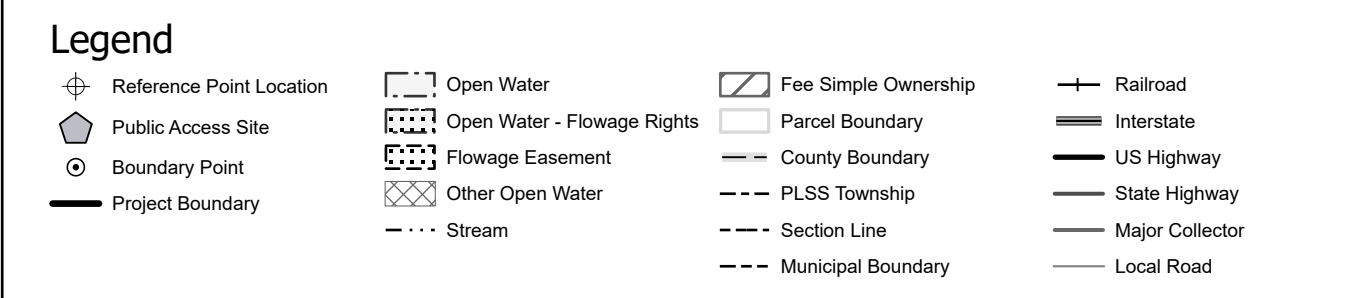 Legend
Reference Point Location
Public Access Site
Boundary Point
Project Boundary
Open Water
Open Water - Flowage Rights
Flowage Easement
Other Open Water
Stream
Fee Simple Ownership
Parcel Boundary
County Boundary
PLSS Township
Section Line
Municipal Boundary
Railroad
Interstate
US Highway
State Highway
Major Collector
Local Road